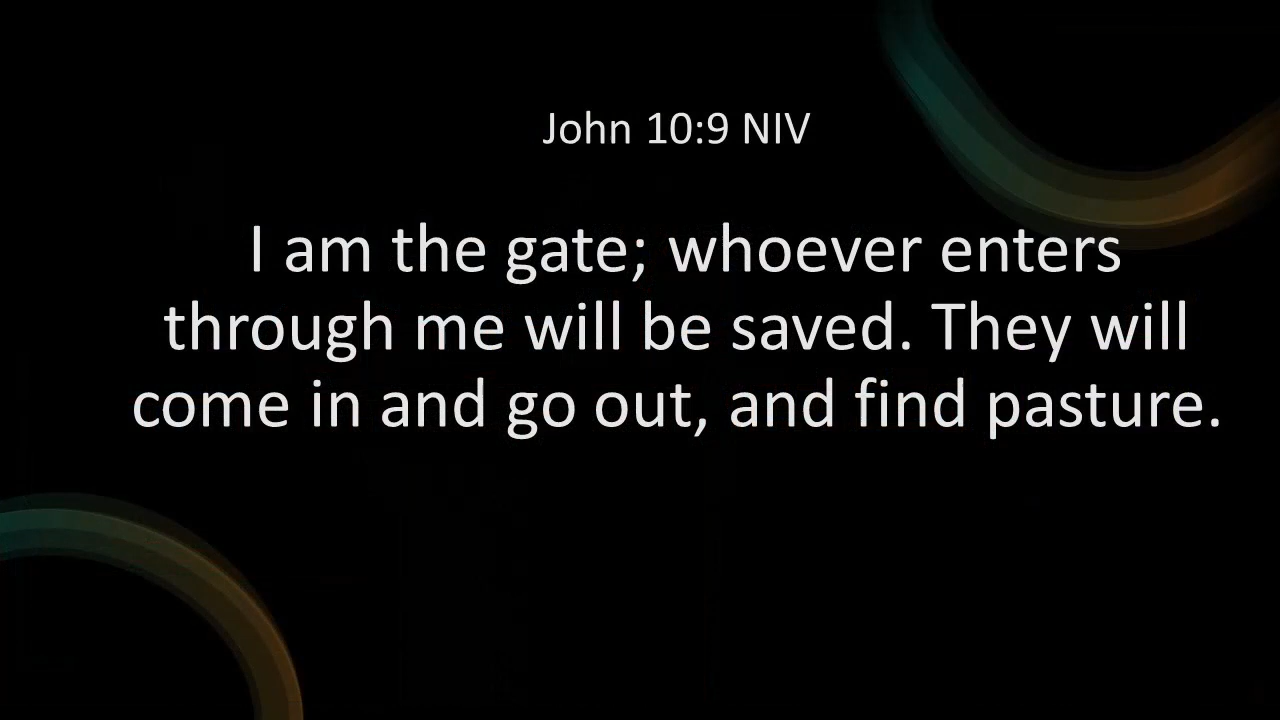 John 10:9 NIV
I am the gate; whoever enters
through me will be saved. They will
come in and go out, and find pasture.